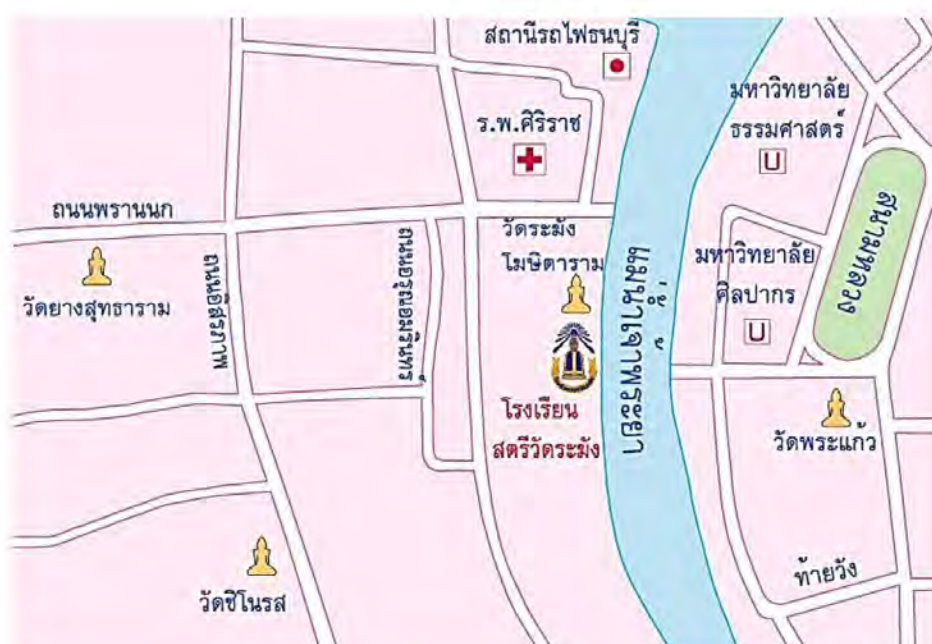 สถานีรถไฟธนบุรี
มหาวิทยาลัย
ธรรมศาสตร์
U
ร.พ.ศิริราช
ถนนพรานนก
วัดระฆัง
โฆษิตาราม
วัดยางสุทธาราม
ถนนอิสรภาพ
ถนนอรุณอมรินทร์
แม่น้ำเจ้าพระยา
มหาวิทยาลัย
ศิลปากร
U
สนามหลวง
โรงเรียน
สตรีวัดระฆัง
วัดพระแก้ว
วัดชิโนรส
ท้ายวัง